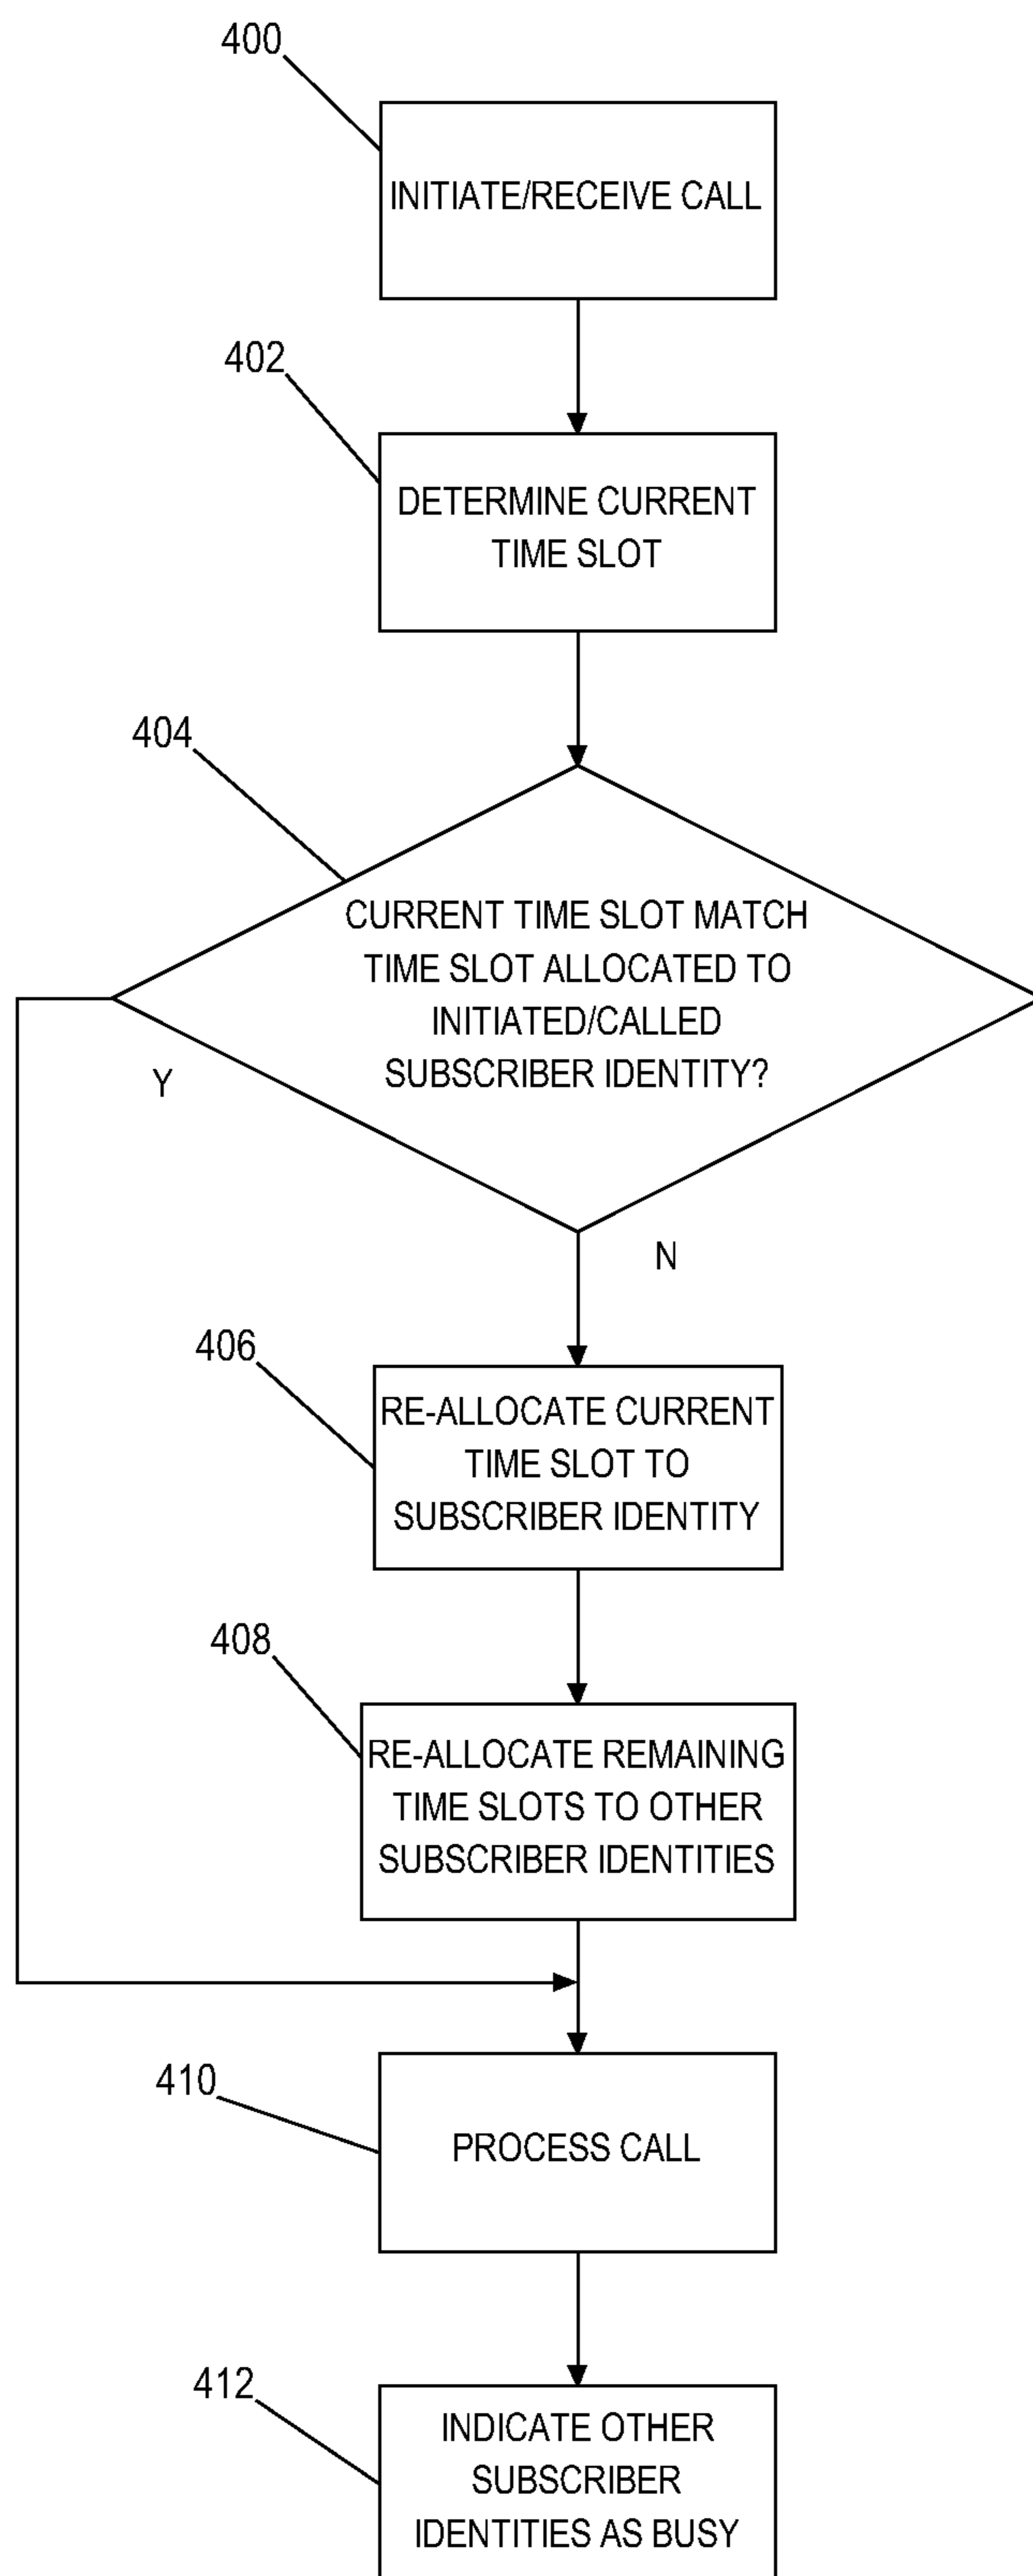 400
INITIATE/RECEIVE CALL
402
DETERMINE CURRENT
TIME SLOT
404
CURRENT TIME SLOT MATCH
TIME SLOT ALLOCATED TO
INITIATED/CALLED
SUBSCRIBER IDENTITY?
Y
N
406
RE-ALLOCATE CURRENT
TIME SLOT TO
SUBSCRIBER IDENTITY
408
RE-ALLOCATE REMAINING
TIME SLOTS TO OTHER
SUBSCRIBER IDENTITIES
410
PROCESS CALL
412
INDICATE OTHER
SUBSCRIBER
IDENTITIES AS BUSY